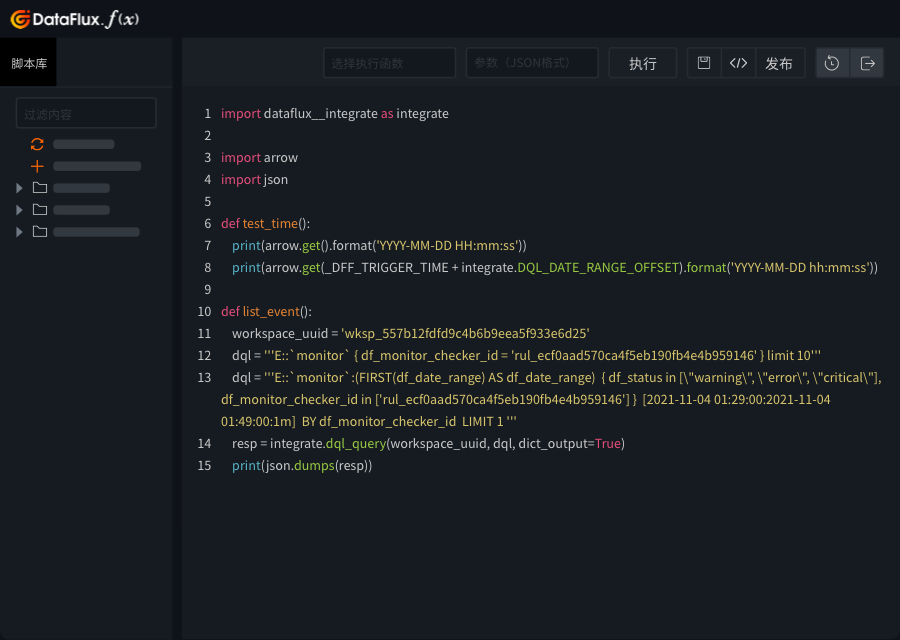 DataFlux.f(x)
脚本库
选择执行函数
参数（JSON格式）
执行
</>
发布
过滤内容
1 import dataflux__integrate as integrate
2
3 import arrow
4 import json
5
6 def test_time():
7 print(arrow.get().format('YYYY-MM-DD HH:mm:ss'))
8 print(arrow.get(_DFF_TRIGGER_TIME + integrate.DQL_DATE_RANGE_OFFSET).format('YYYY-MM-DD hh:mm:ss'))
9
10 def list_event():
11 workspace_uuid = 'wksp_557b12fdfd9c4b6b9eea5f933e6d25'
12 dql = '''E::`monitor` { df_monitor_checker_id = 'rul_ecf0aad570ca4f5eb190fb4e4b959146' } limit 10'''
13 dql = '''E::`monitor`:(FIRST(df_date_range) AS df_date_range) { df_status in [\"warning\", \"error\", \"critical\"],
df_monitor_checker_id in ['rul_ecf0aad570ca4f5eb190fb4e4b959146'] } [2021-11-04 01:29:00:2021-11-04
01:49:00:1m] BY df_monitor_checker_id LIMIT 1 '''
14 resp = integrate.dql_query(workspace_uuid, dql, dict_output=True)
15 print(json.dumps(resp))